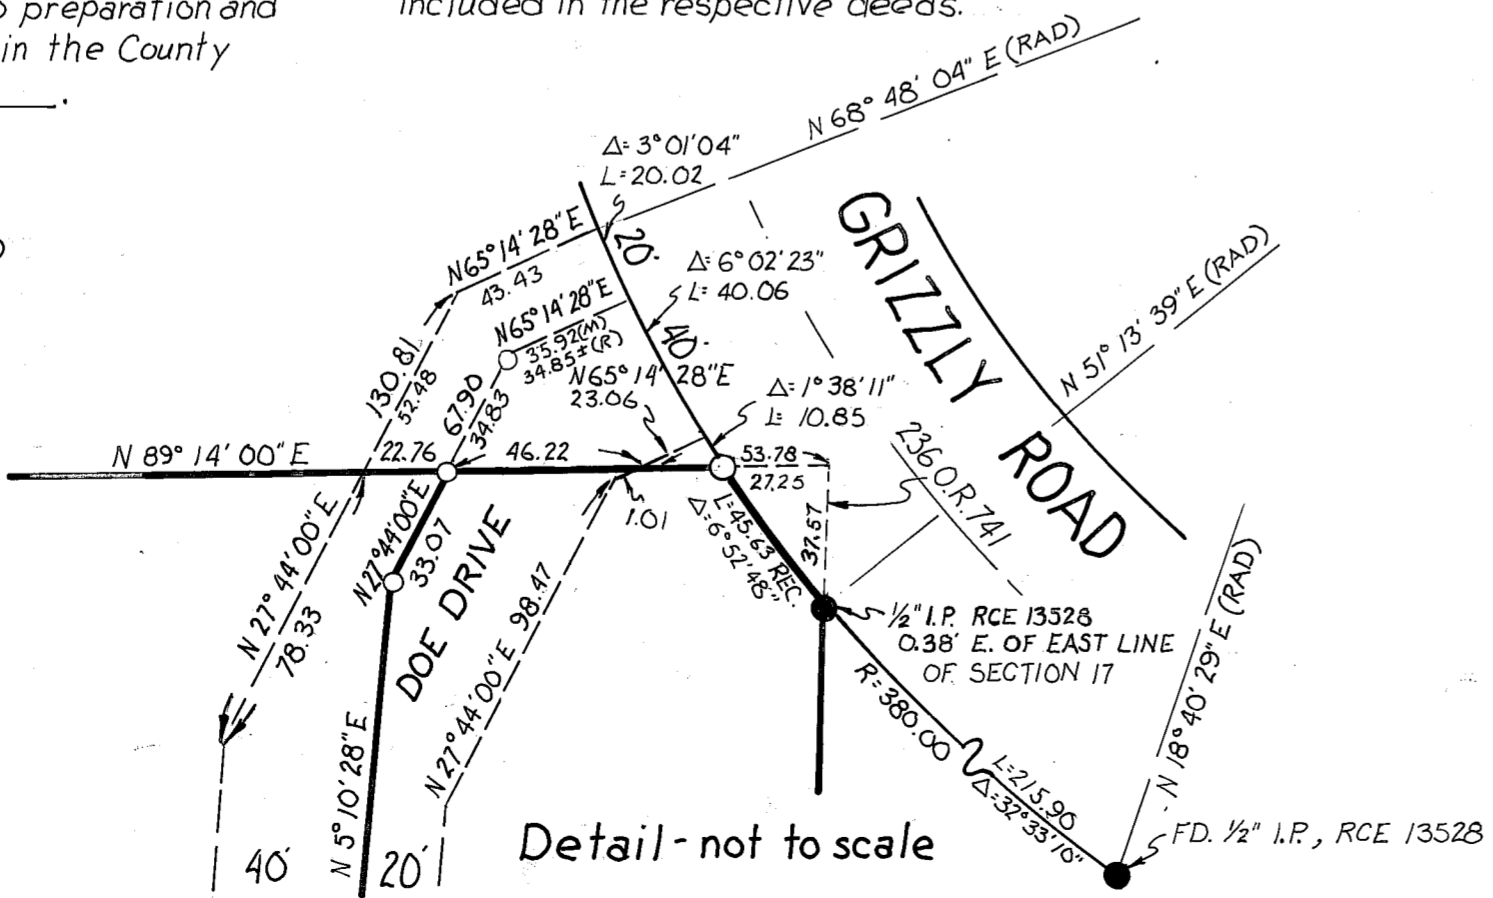 preparation and
in the County
included in the respective deeds.
N 68° 48' 04" E (RAD)
Δ= 3°01'04"
L= 20.02
N65°14'28"E
43.43
20'
Δ= 6°02'23"
L= 40.06
40'
GRIZZLY ROAD
N 51° 13' 39" E (RAD)
N65°14'28"E
35.92(M)
34.85±(R)
130.81
52.48
67.90
34.83
N65°14'28"E
23.06
Δ= 1°38'11"
L= 10.85
N 89° 14' 00" E
22.76
46.22
53.78
27.25
236 O.R. 741
1.01
37.57
L=45.63 REC.
Δ=6°52'48"
N27°44'00"E
33.07
N 27° 44' 00" E
78.33
DOE DRIVE
N 27°44'00"E 98.47
1/2" I.P. RCE 13528
0.38' E. OF EAST LINE
OF SECTION 17
R=380.00
N 18° 40' 29" E (RAD)
L=215.90
Δ=32°33'10"
N 5°10'28" E
40'
20'
Detail - not to scale
FD. 1/2" I.P., RCE 13528